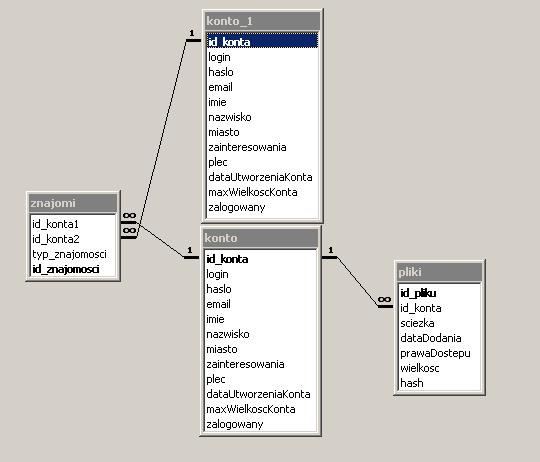 konto_1
id_konta
login
haslo
email
imie
nazwisko
miasto
zainteresowania
plec
dataUtworzeniaKonta
maxWielkoscKonta
zalogowany
1
znajomi
id_konta1
id_konta2
typ_znajomosci
id_znajomosci
∞
∞
1
konto
id_konta
login
haslo
email
imie
nazwisko
miasto
zainteresowania
plec
dataUtworzeniaKonta
maxWielkoscKonta
zalogowany
1
∞
pliki
id_pliku
id_konta
sciezka
dataDodania
prawaDostepu
wielkosc
hash